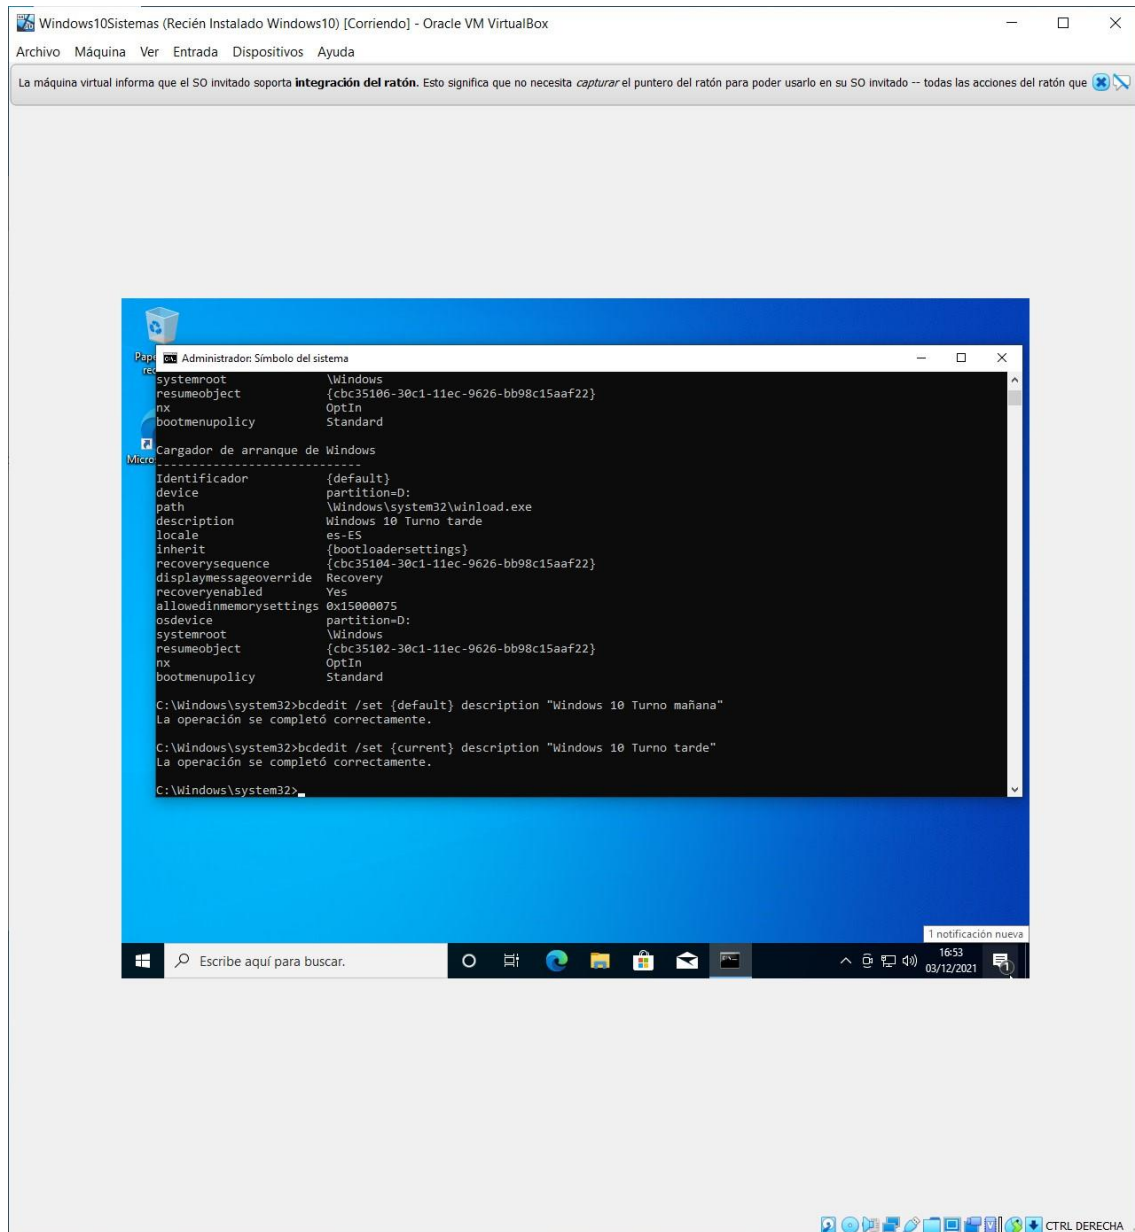 Windows10Sistemas (Recién Instalado Windows10) [Corriendo] - Oracle VM VirtualBox
Archivo Máquina Ver Entrada Dispositivos Ayuda
La máquina virtual informa que el SO invitado soporta integración del ratón. Esto significa que no necesita capturar el puntero del ratón para poder usarlo en su SO invitado -- todas las acciones del ratón que
Administrador: Símbolo del sistema
systemroot \Windows
resumeobject {cbc35106-30c1-11ec-9626-bb98c15aaf22}
nx OptIn
bootmenupolicy Standard
Cargador de arranque de Windows
-----------------------------
Identificador {default}
device partition=D:
path \Windows\system32\winload.exe
description Windows 10 Turno tarde
locale es-ES
inherit {bootloadersettings}
recoverysequence {cbc35104-30c1-11ec-9626-bb98c15aaf22}
displaymessageoverride Recovery
recoveryenabled Yes
allowedinmemorysettings 0x15000075
osdevice partition=D:
systemroot \Windows
resumeobject {cbc35102-30c1-11ec-9626-bb98c15aaf22}
nx OptIn
bootmenupolicy Standard
C:\Windows\system32>bcdedit /set {default} description "Windows 10 Turno mañana"
La operación se completó correctamente.
C:\Windows\system32>bcdedit /set {current} description "Windows 10 Turno tarde"
La operación se completó correctamente.
C:\Windows\system32>
1 notificación nueva
Escribe aquí para buscar.
16:53
03/12/2021
1
CTRL DERECHA